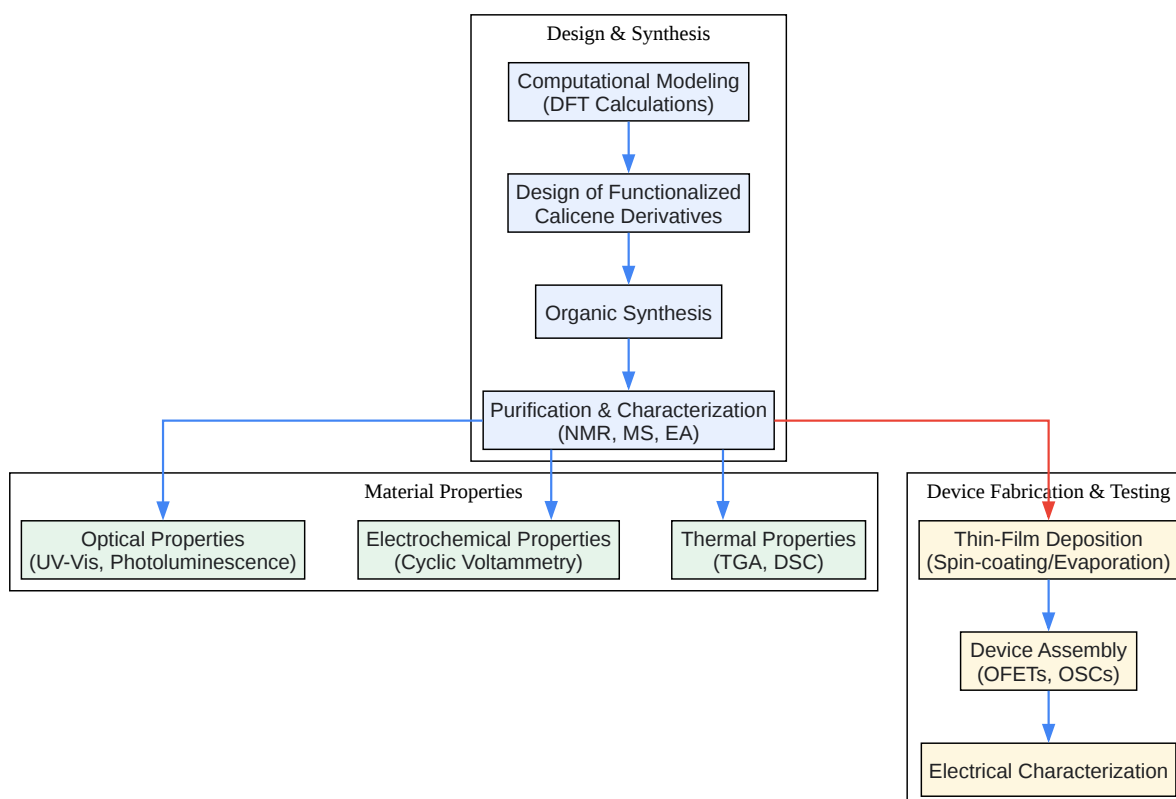 Design & Synthesis
Computational Modeling
(DFT Calculations)
Design of Functionalized
Calicene Derivatives
Organic Synthesis
Purification & Characterization
(NMR, MS, EA)
Material Properties
Optical Properties
(UV-Vis, Photoluminescence)
Electrochemical Properties
(Cyclic Voltammetry)
Thermal Properties
(TGA, DSC)
Device Fabrication & Testing
Thin-Film Deposition
(Spin-coating/Evaporation)
Device Assembly
(OFETs, OSCs)
Electrical Characterization